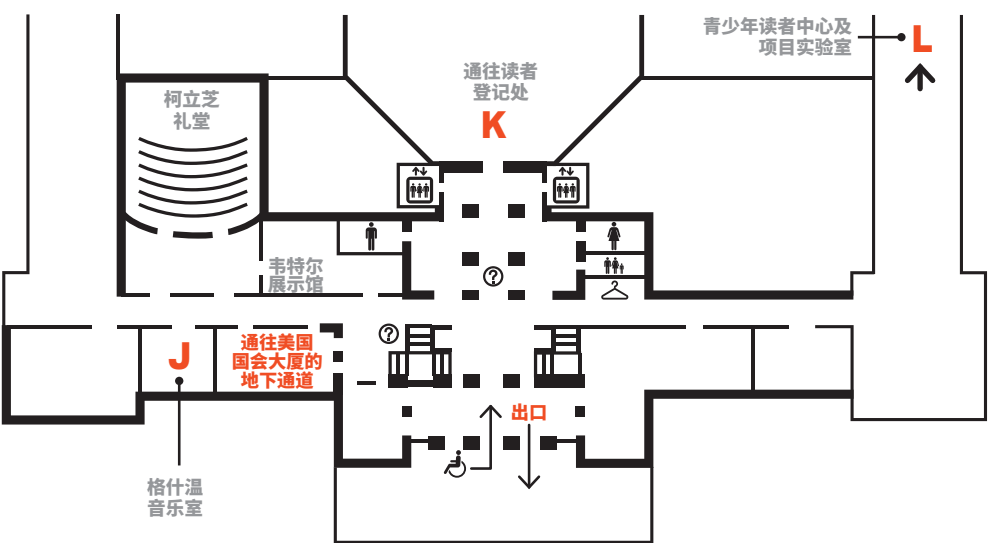 青少年读者中心及
项目实验室
L
通往读者
登记处
K
柯立芝
礼堂
韦特尔
展示馆
?
?
J
通往美国
国会大厦的
地下通道
出口
格什温
音乐室